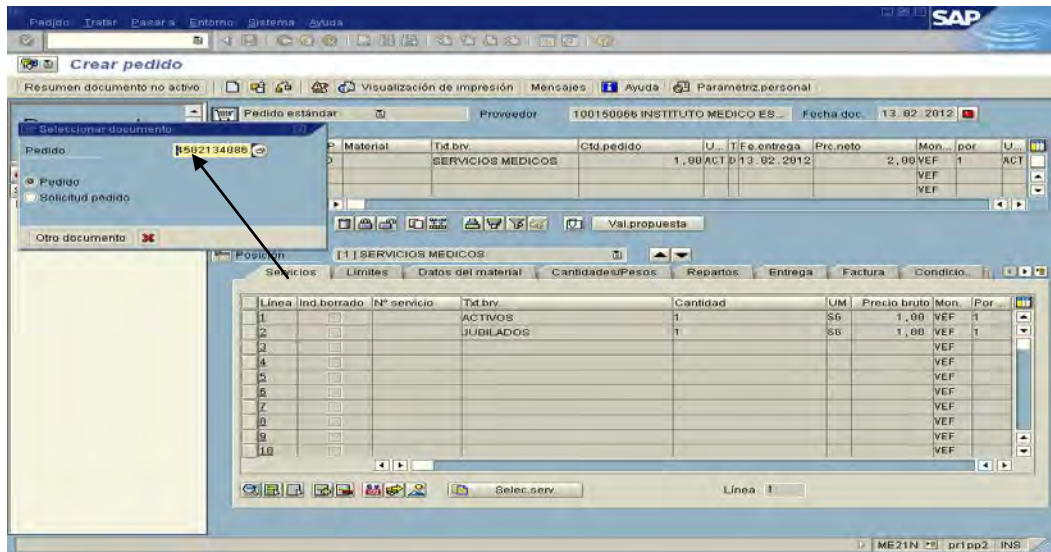 Pedido Tratar Pasar a Entorno Sistema Ayuda
SAP
Crear pedido
Resumen documento no activo Visualización de impresión Mensajes Ayuda Parametriz.personal
Pedido estándar Proveedor 100150066 INSTITUTO MEDICO ES... Fecha doc. 13.02.2012
Seleccionar documento
Pedido 4502134086
Pedido
Solicitud pedido
Otro documento
P Material Txt.brv. Ctd.pedido U... T Fe.entrega Prc.neto Mon... por U...
SERVICIOS MEDICOS 1,00 ACT D 13.02.2012 2,00 VEF 1 ACT
VEF
VEF
Val.propuesta
Posición [1] SERVICIOS MEDICOS
Servicios Límites Datos del material Cantidades/Pesos Repartos Entrega Factura Condicio..
Línea Ind.borrado N° servicio Txt.brv. Cantidad UM Precio bruto Mon. Por ...
1 ACTIVOS 1 SG 1,00 VEF 1
2 JUBILADOS 1 SG 1,00 VEF 1
3 VEF
4 VEF
5 VEF
6 VEF
7 VEF
8 VEF
9 VEF
10 VEF
Selec.serv. Línea 1
ME21N pr1pp2 INS